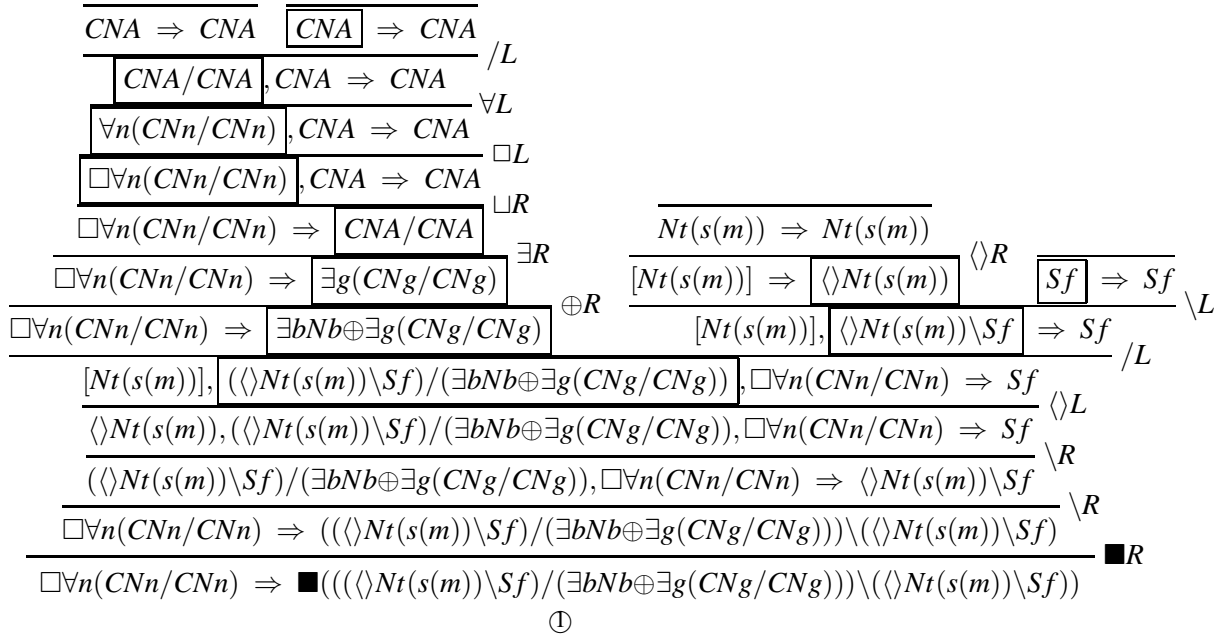 CNA ⇒ CNA CNA ⇒ CNA
/L
CNA/CNA, CNA ⇒ CNA
∀L
∀n(CNn/CNn), CNA ⇒ CNA
□L
□∀n(CNn/CNn), CNA ⇒ CNA
⊔R
□∀n(CNn/CNn) ⇒ CNA/CNA
∃R
□∀n(CNn/CNn) ⇒ ∃g(CNg/CNg)
⊕R
□∀n(CNn/CNn) ⇒ ∃bNb⊕∃g(CNg/CNg)
Nt(s(m)) ⇒ Nt(s(m))
⟨⟩R
[Nt(s(m))] ⇒ ⟨⟩Nt(s(m)) Sf ⇒ Sf
\L
[Nt(s(m))], ⟨⟩Nt(s(m))\Sf ⇒ Sf
/L
[Nt(s(m))], (⟨⟩Nt(s(m))\Sf)/(∃bNb⊕∃g(CNg/CNg)), □∀n(CNn/CNn) ⇒ Sf
⟨⟩L
⟨⟩Nt(s(m)), (⟨⟩Nt(s(m))\Sf)/(∃bNb⊕∃g(CNg/CNg)), □∀n(CNn/CNn) ⇒ Sf
\R
(⟨⟩Nt(s(m))\Sf)/(∃bNb⊕∃g(CNg/CNg)), □∀n(CNn/CNn) ⇒ ⟨⟩Nt(s(m))\Sf
\R
□∀n(CNn/CNn) ⇒ ((⟨⟩Nt(s(m))\Sf)/(∃bNb⊕∃g(CNg/CNg)))\(⟨⟩Nt(s(m))\Sf)
■R
□∀n(CNn/CNn) ⇒ ■(((⟨⟩Nt(s(m))\Sf)/(∃bNb⊕∃g(CNg/CNg)))\(⟨⟩Nt(s(m))\Sf))
①